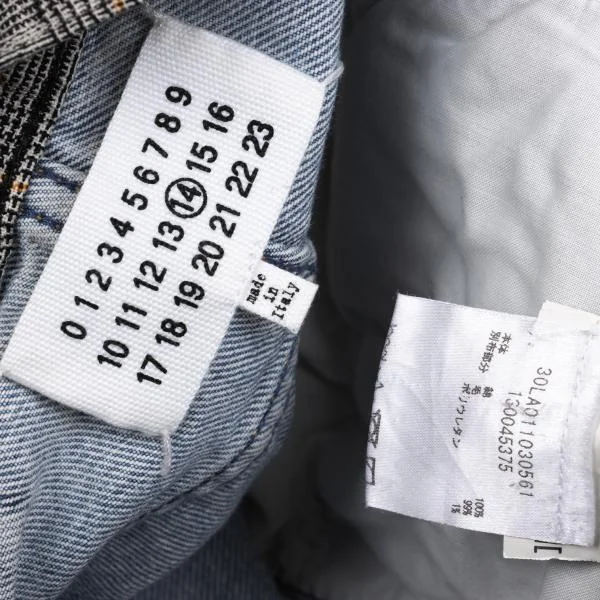 0 1 2 3 4 5 6 7 8 9
10 11 12 13 14 15 16
17 18 19 20 21 22 23
made
in
Italy
本体
別布部分
綿 100%
綿 99%
ポリウレタン 1%
30LA011030561
130045375